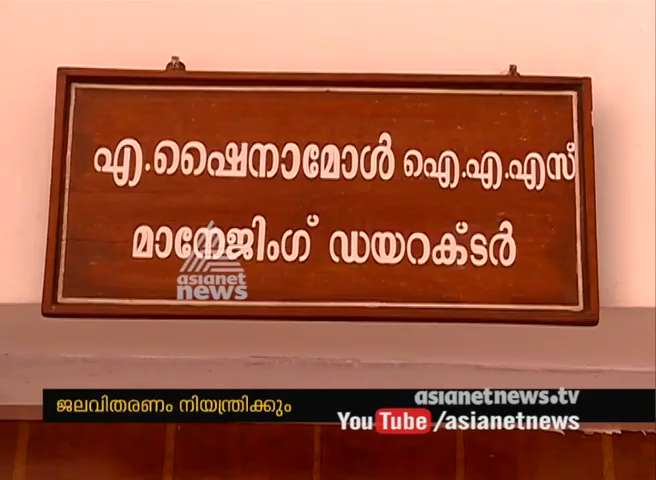 എ.ഷൈനാമോൾ ഐ.എ.എസ്
മാനേജിംഗ് ഡയറക്ടർ
asianet
news
ജലവിതരണം നിയന്ത്രിക്കും
asianetnews.tv
YouTube /asianetnews